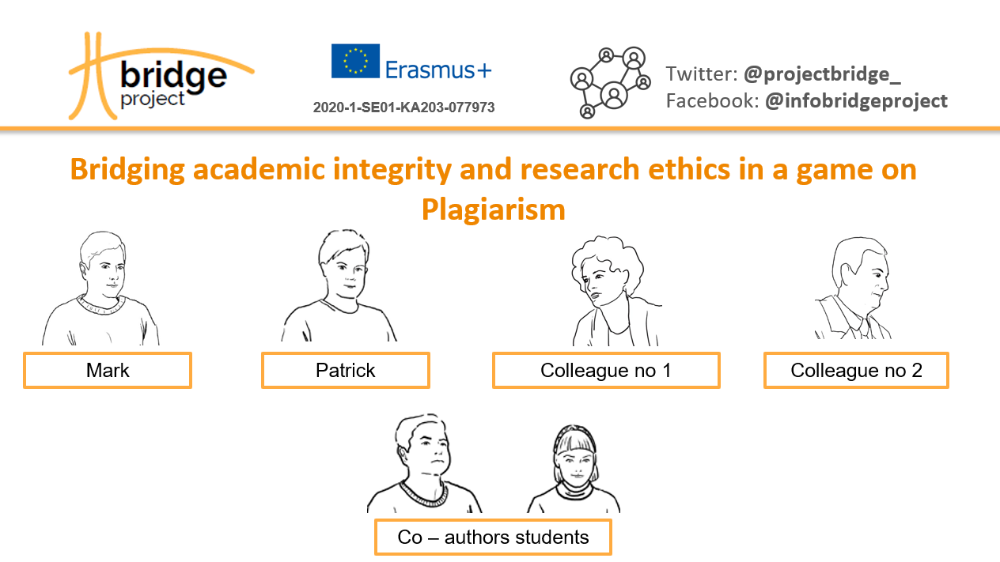 bridge
project
Erasmus+
2020-1-SE01-KA203-077973
Twitter: @projectbridge_
Facebook: @infobridgeproject
Bridging academic integrity and research ethics in a game on
Plagiarism
Mark
Patrick
Colleague no 1
Colleague no 2
Co – authors students